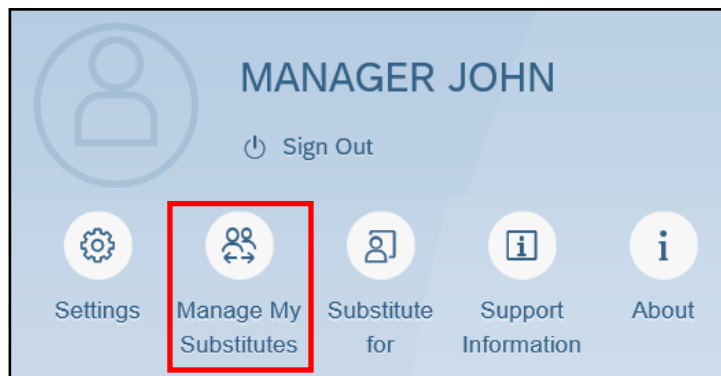 MANAGER JOHN
Sign Out
Settings
Manage My
Substitutes
Substitute
for
Support
Information
About